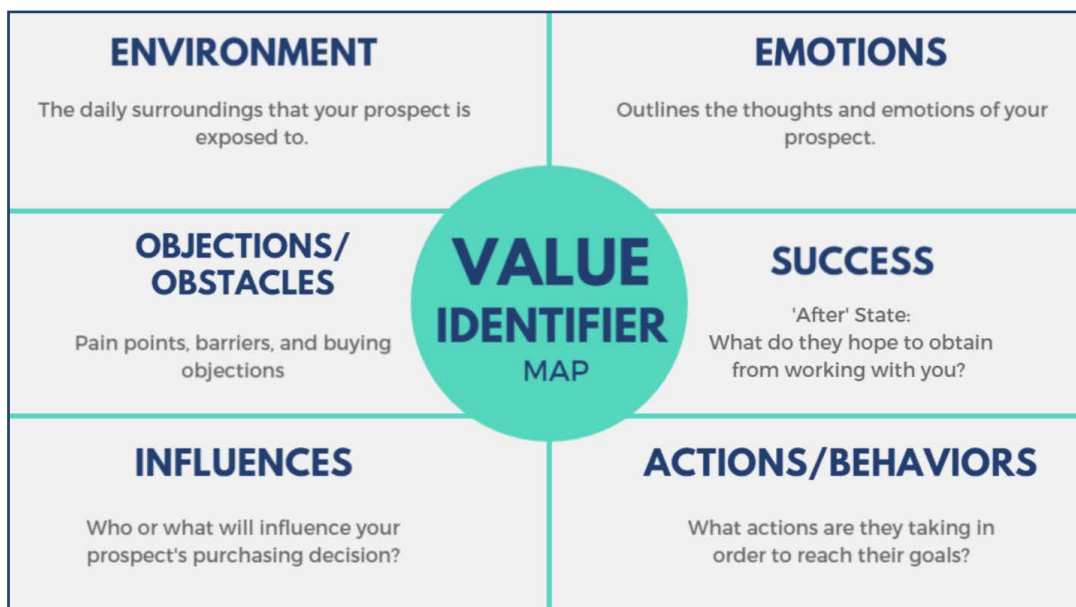 ENVIRONMENT
The daily surroundings that your prospect is
exposed to.
EMOTIONS
Outlines the thoughts and emotions of your
prospect.
OBJECTIONS/
OBSTACLES
Pain points, barriers, and buying
objections
VALUE
IDENTIFIER
MAP
SUCCESS
'After' State:
What do they hope to obtain
from working with you?
INFLUENCES
Who or what will influence your
prospect's purchasing decision?
ACTIONS/BEHAVIORS
What actions are they taking in
order to reach their goals?